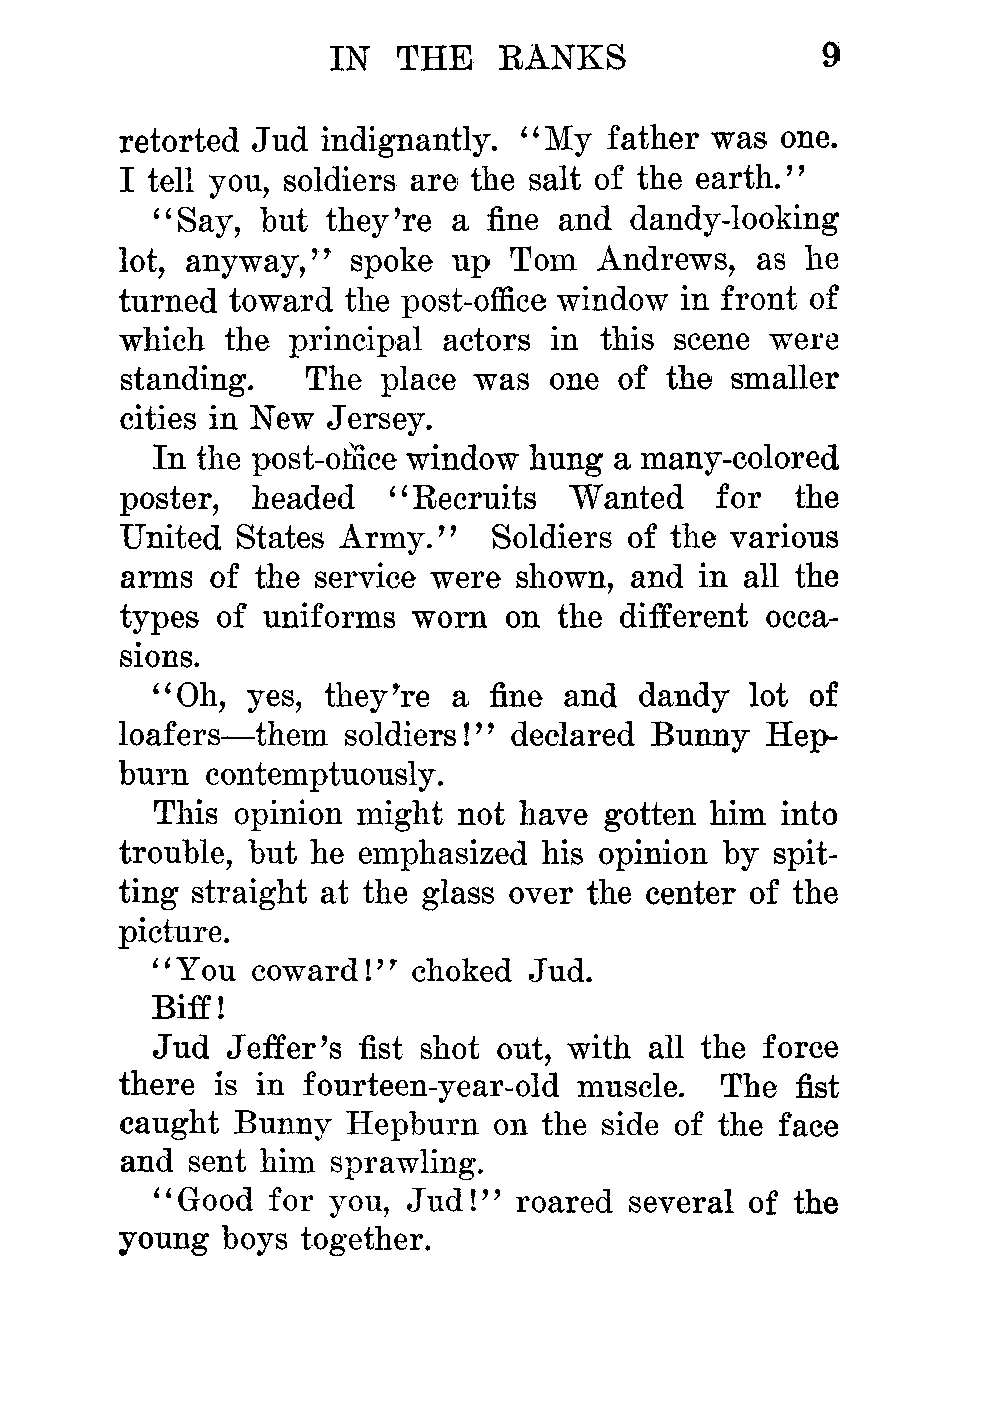 IN THE RANKS 9
retorted Jud indignantly. "My father was one.
I tell you, soldiers are the salt of the earth."
"Say, but they're a fine and dandy-looking
lot, anyway," spoke up Tom Andrews, as he
turned toward the post-office window in front of
which the principal actors in this scene were
standing. The place was one of the smaller
cities in New Jersey.
In the post-office window hung a many-colored
poster, headed "Recruits Wanted for the
United States Army." Soldiers of the various
arms of the service were shown, and in all the
types of uniforms worn on the different occa-
sions.
"Oh, yes, they're a fine and dandy lot of
loafers—them soldiers!" declared Bunny Hep-
burn contemptuously.
This opinion might not have gotten him into
trouble, but he emphasized his opinion by spit-
ting straight at the glass over the center of the
picture.
"You coward!" choked Jud.
Biff!
Jud Jeffer's fist shot out, with all the force
there is in fourteen-year-old muscle. The fist
caught Bunny Hepburn on the side of the face
and sent him sprawling.
"Good for you, Jud!" roared several of the
young boys together.